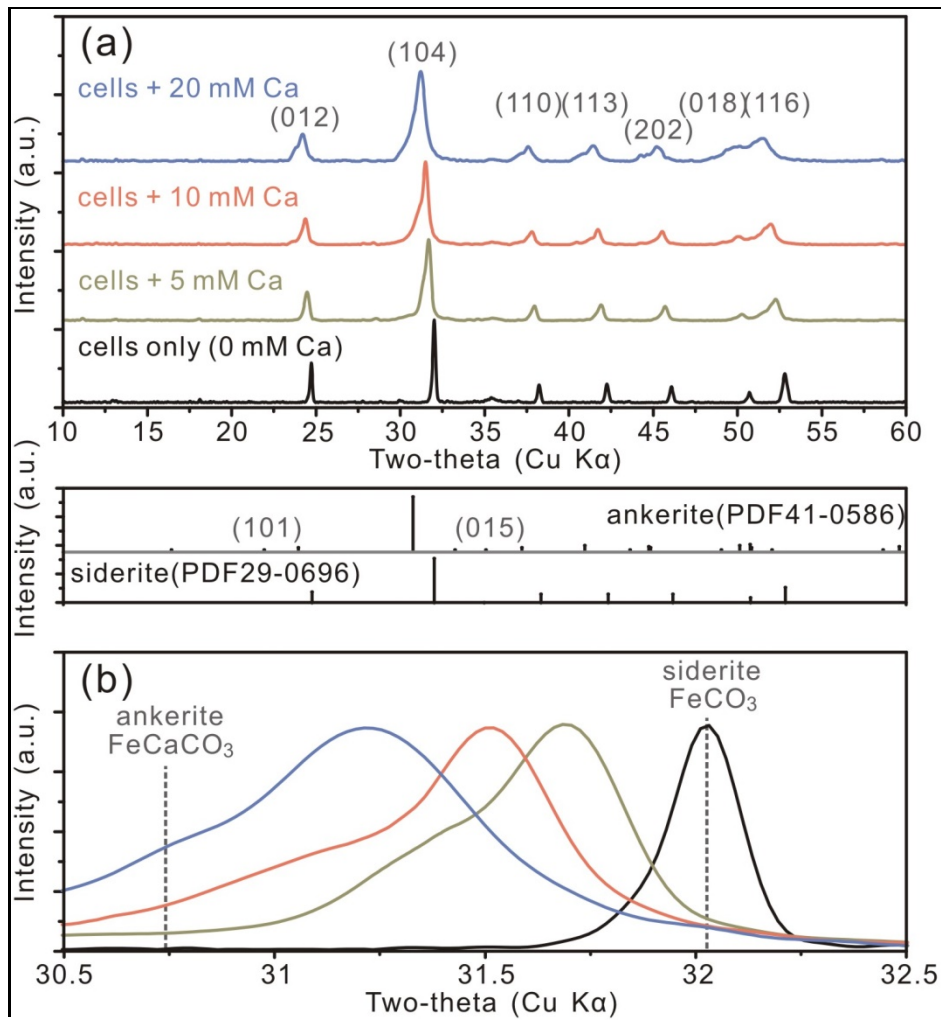 (a)
(104)
cells + 20 mM Ca
(012)
(110) (113)
(202)
(018) (116)
cells + 10 mM Ca
cells + 5 mM Ca
cells only (0 mM Ca)
Intensity (a.u.)
10 15 20 25 30 35 40 45 50 55 60
Two-theta (Cu Kα)
Intensity (a.u.)
(101)
(015)
ankerite(PDF41-0586)
siderite(PDF29-0696)
(b)
ankerite
FeCaCO₃
siderite
FeCO₃
Intensity (a.u.)
30.5 31 31.5 32 32.5
Two-theta (Cu Kα)